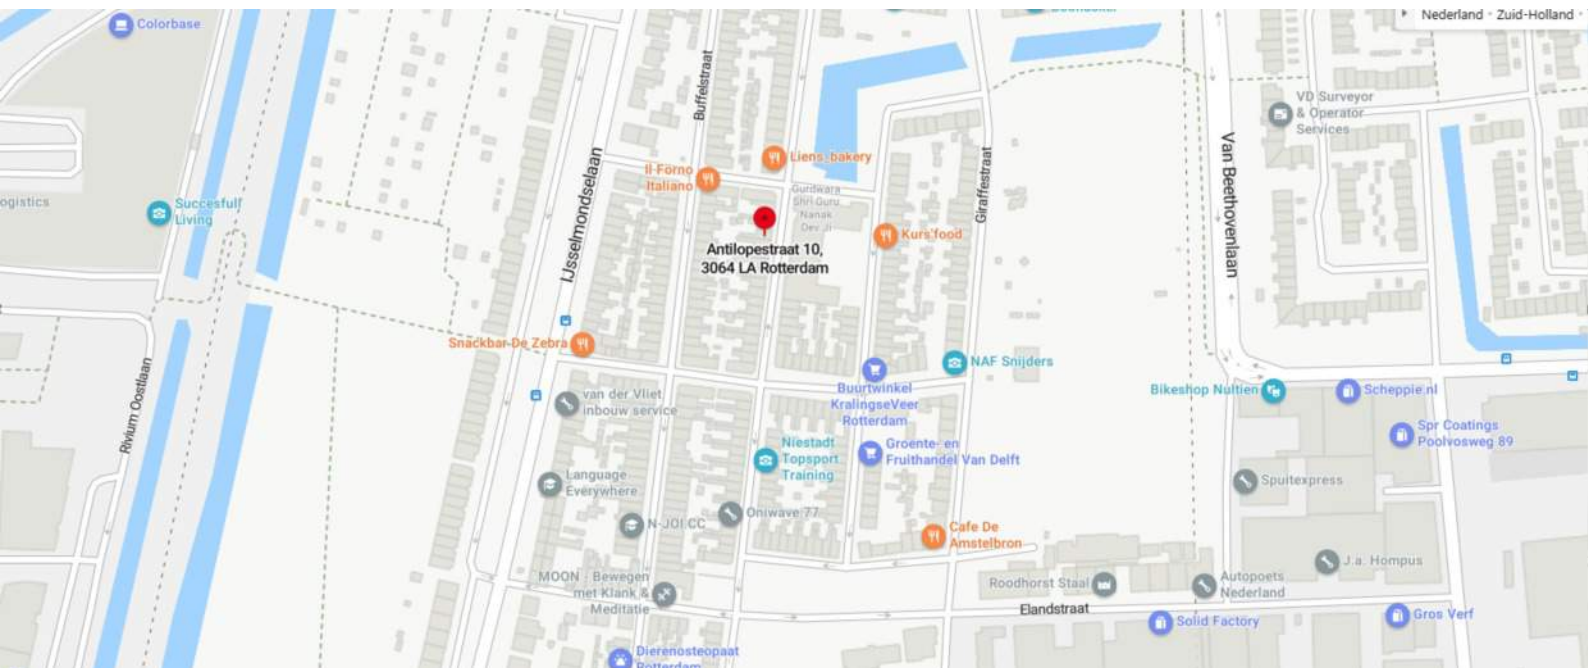 Colorbase
Nederland · Zuid-Holland ·
Buffelstraat
VD Surveyor
& Operator
Services
IJsselmondselaan
Liens bakery
Il Forno
Italiano
Giraffestraat
Van Beethovenlaan
Gurdwara
Shri Guru
Nanak
Dev Ji
ogistics
Succesfull
Living
Kurs'food
Antilopestraat 10,
3064 LA Rotterdam
Snackbar De Zebra
NAF Snijders
Rivium Oostlaan
van der Vliet
inbouw service
Buurtwinkel
KralingseVeer
Rotterdam
Bikeshop Nultien
Scheppie.nl
Spr Coatings
Poolvosweg 89
Niestadt
Topsport
Training
Groente- en
Fruithandel Van Delft
Language
Everywhere
Spuitexpress
N-JOI CC
Oniwave 77
Cafe De
Amstelbron
J.a. Hompus
MOON - Bewegen
met Klank &
Meditatie
Roodhorst Staal
Autopoets
Nederland
Elandstraat
Solid Factory
Gros Verf
Dierenosteopaat
Rotterdam